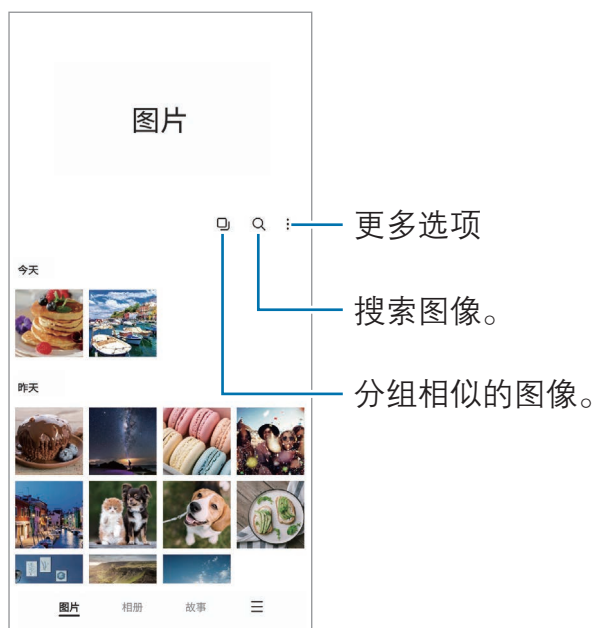 图片
更多选项
今天
搜索图像。
昨天
分组相似的图像。
图片 相册 故事